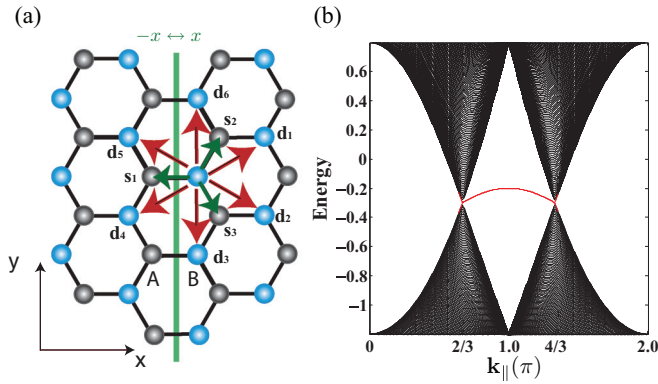 (a)
−x ↔ x
d₆
s₂
d₁
d₅
s₁
d₄
s₃
d₂
d₃
A B
y
x
(b)
Energy
0.6
0.4
0.2
0
−0.2
−0.4
−0.6
−0.8
−1
0 2/3 1.0 4/3 2.0
k∥(π)